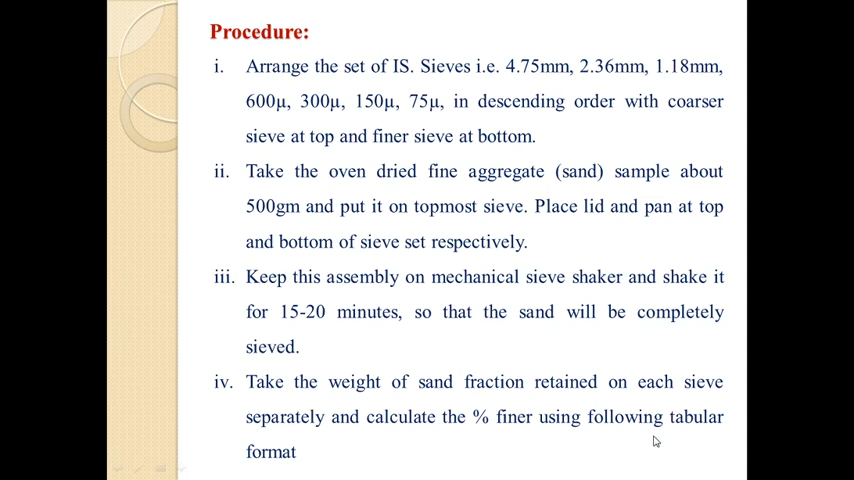 Procedure:
i. Arrange the set of IS. Sieves i.e. 4.75mm, 2.36mm, 1.18mm,
600µ, 300µ, 150µ, 75µ, in descending order with coarser
sieve at top and finer sieve at bottom.
ii. Take the oven dried fine aggregate (sand) sample about
500gm and put it on topmost sieve. Place lid and pan at top
and bottom of sieve set respectively.
iii. Keep this assembly on mechanical sieve shaker and shake it
for 15-20 minutes, so that the sand will be completely
sieved.
iv. Take the weight of sand fraction retained on each sieve
separately and calculate the % finer using following tabular
format